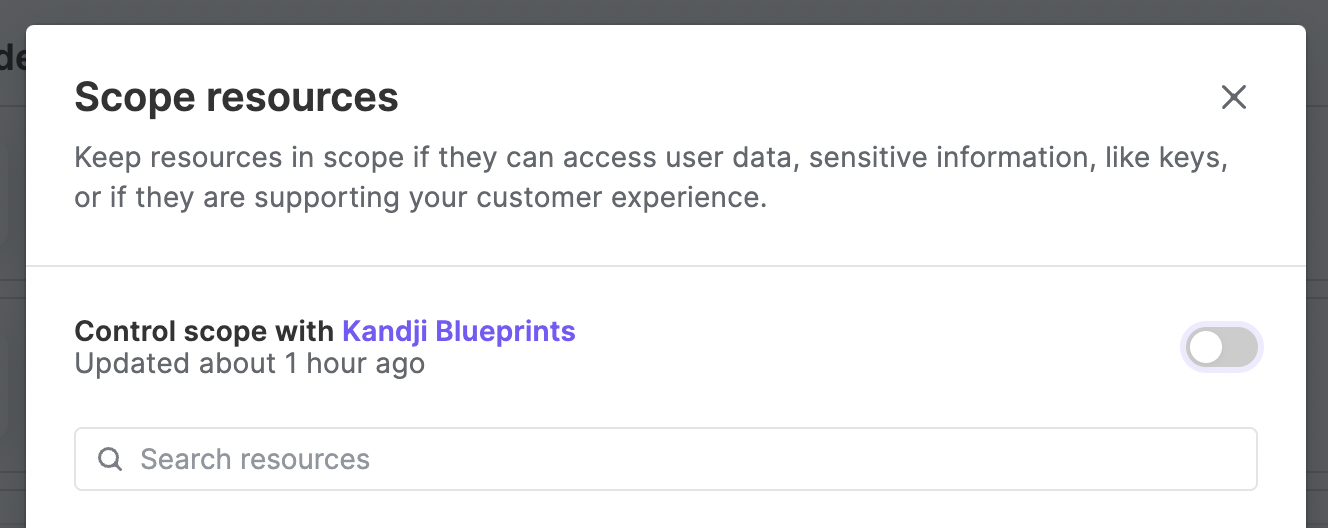 de
Scope resources
Keep resources in scope if they can access user data, sensitive information, like keys,
or if they are supporting your customer experience.
Control scope with Kandji Blueprints
Updated about 1 hour ago
Search resources